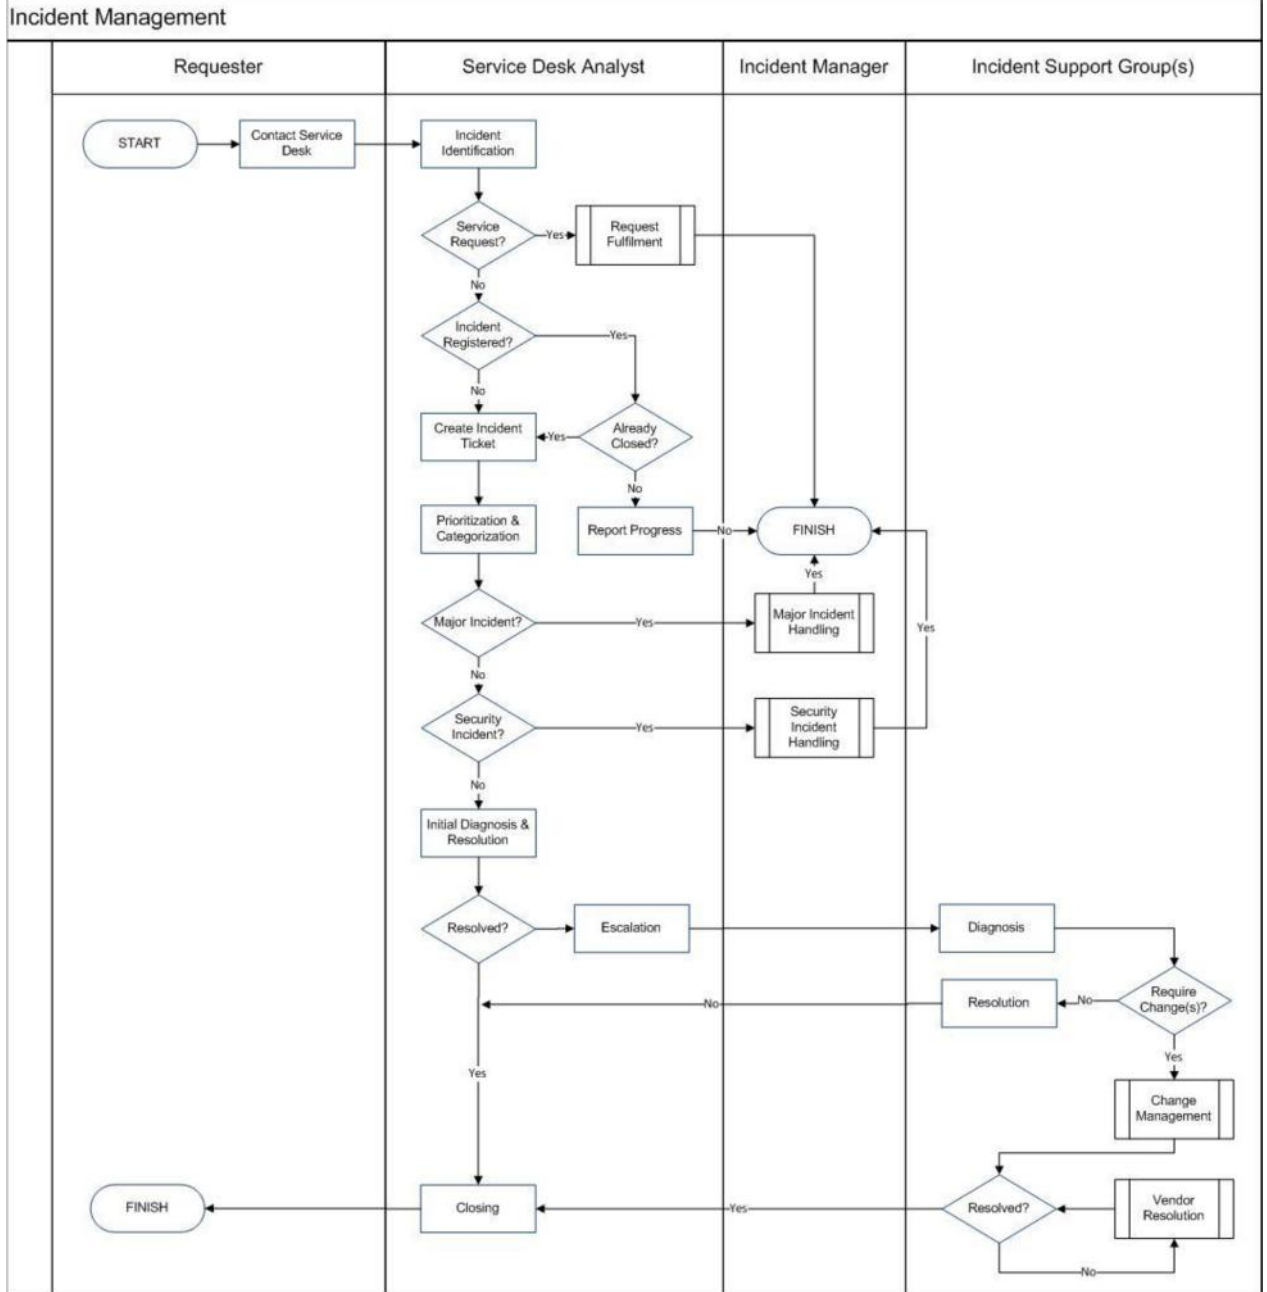 Incident Management
Requester
Service Desk Analyst
Incident Manager
Incident Support Group(s)
START
Contact Service
Desk
Incident
Identification
Service
Request?
Yes
Request
Fulfilment
No
Incident
Registered?
Yes
No
Create Incident
Ticket
Yes
Already
Closed?
No
Prioritization &
Categorization
Report Progress
No
FINISH
Yes
Major Incident?
Yes
Major Incident
Handling
Yes
No
Security
Incident?
Yes
Security
Incident
Handling
No
Initial Diagnosis &
Resolution
Resolved?
Escalation
Diagnosis
Require
Change(s)?
No
Resolution
No
Yes
Yes
Change
Management
FINISH
Closing
Yes
Resolved?
Vendor
Resolution
No